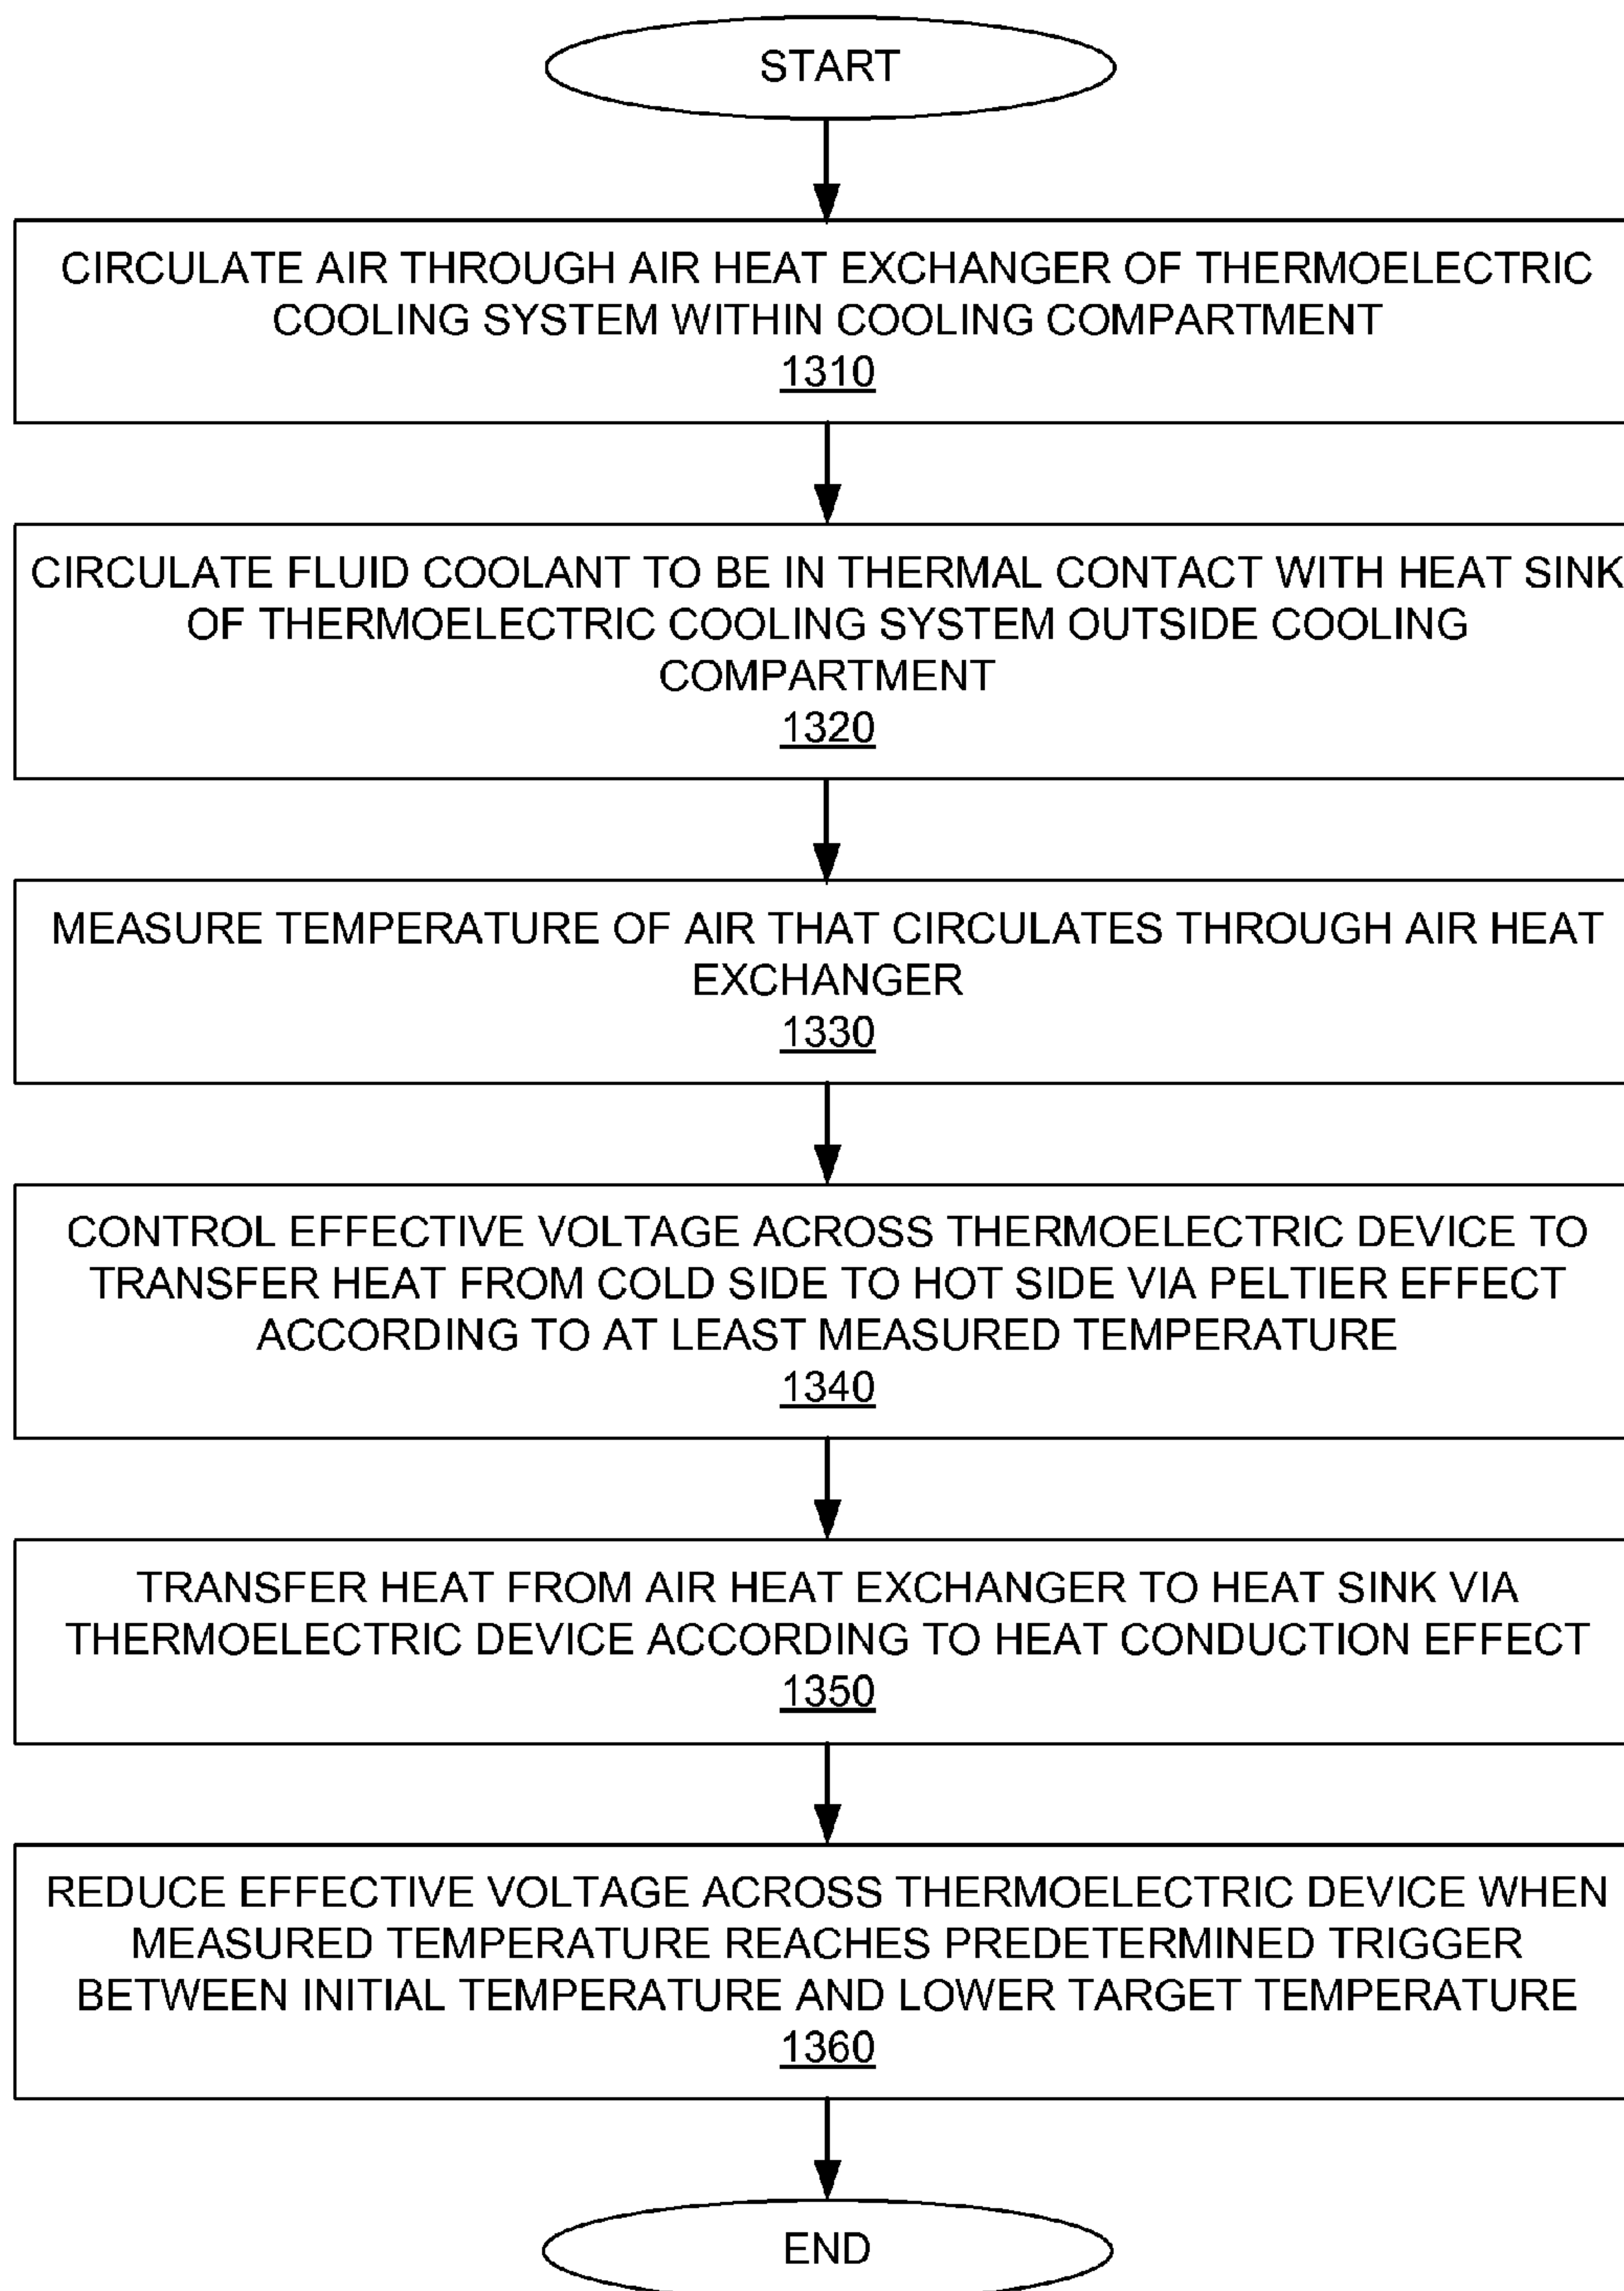 START
CIRCULATE AIR THROUGH AIR HEAT EXCHANGER OF THERMOELECTRIC
COOLING SYSTEM WITHIN COOLING COMPARTMENT
1310
CIRCULATE FLUID COOLANT TO BE IN THERMAL CONTACT WITH HEAT SINK
OF THERMOELECTRIC COOLING SYSTEM OUTSIDE COOLING
COMPARTMENT
1320
MEASURE TEMPERATURE OF AIR THAT CIRCULATES THROUGH AIR HEAT
EXCHANGER
1330
CONTROL EFFECTIVE VOLTAGE ACROSS THERMOELECTRIC DEVICE TO
TRANSFER HEAT FROM COLD SIDE TO HOT SIDE VIA PELTIER EFFECT
ACCORDING TO AT LEAST MEASURED TEMPERATURE
1340
TRANSFER HEAT FROM AIR HEAT EXCHANGER TO HEAT SINK VIA
THERMOELECTRIC DEVICE ACCORDING TO HEAT CONDUCTION EFFECT
1350
REDUCE EFFECTIVE VOLTAGE ACROSS THERMOELECTRIC DEVICE WHEN
MEASURED TEMPERATURE REACHES PREDETERMINED TRIGGER
BETWEEN INITIAL TEMPERATURE AND LOWER TARGET TEMPERATURE
1360
END